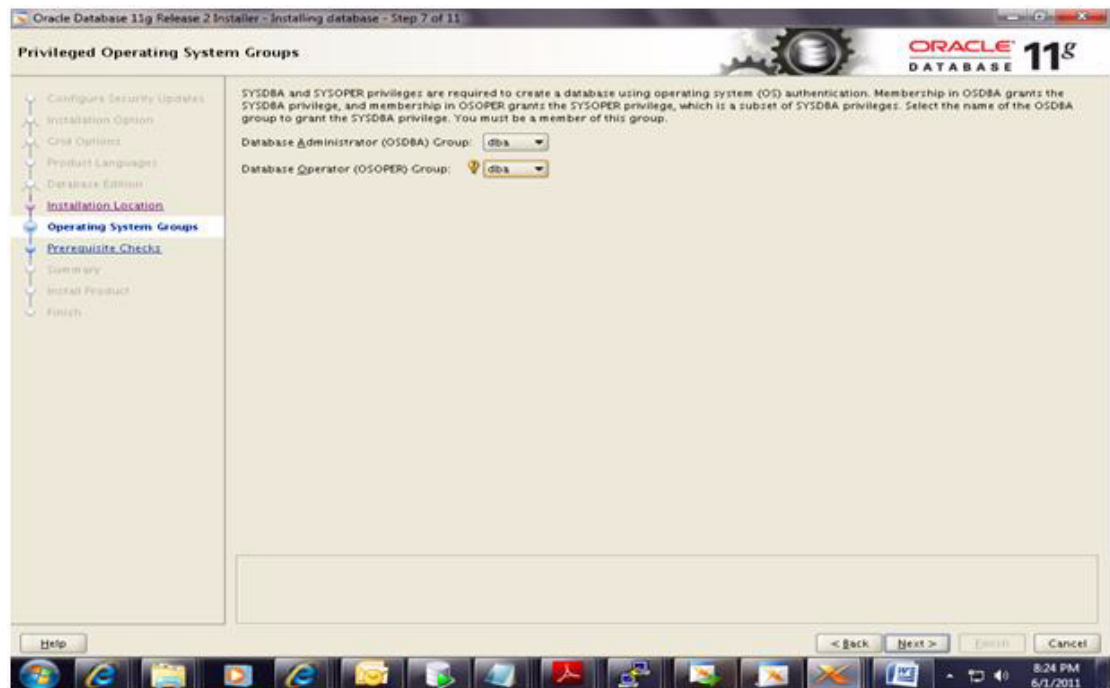 Oracle Database 11g Release 2 Installer - Installing database - Step 7 of 11
Privileged Operating System Groups
ORACLE
DATABASE
11g
Configure Security Updates
Installation Option
Grid Options
Product Languages
Database Edition
Installation Location
Operating System Groups
Prerequisite Checks
Summary
Install Product
Finish
SYSDBA and SYSOPER privileges are required to create a database using operating system (OS) authentication. Membership in OSDBA grants the
SYSDBA privilege, and membership in OSOPER grants the SYSOPER privilege, which is a subset of SYSDBA privileges. Select the name of the OSDBA
group to grant the SYSDBA privilege. You must be a member of this group.
Database Administrator (OSDBA) Group: dba
Database Operator (OSOPER) Group: dba
Help
< Back
Next >
Finish
Cancel
8:24 PM
6/1/2011